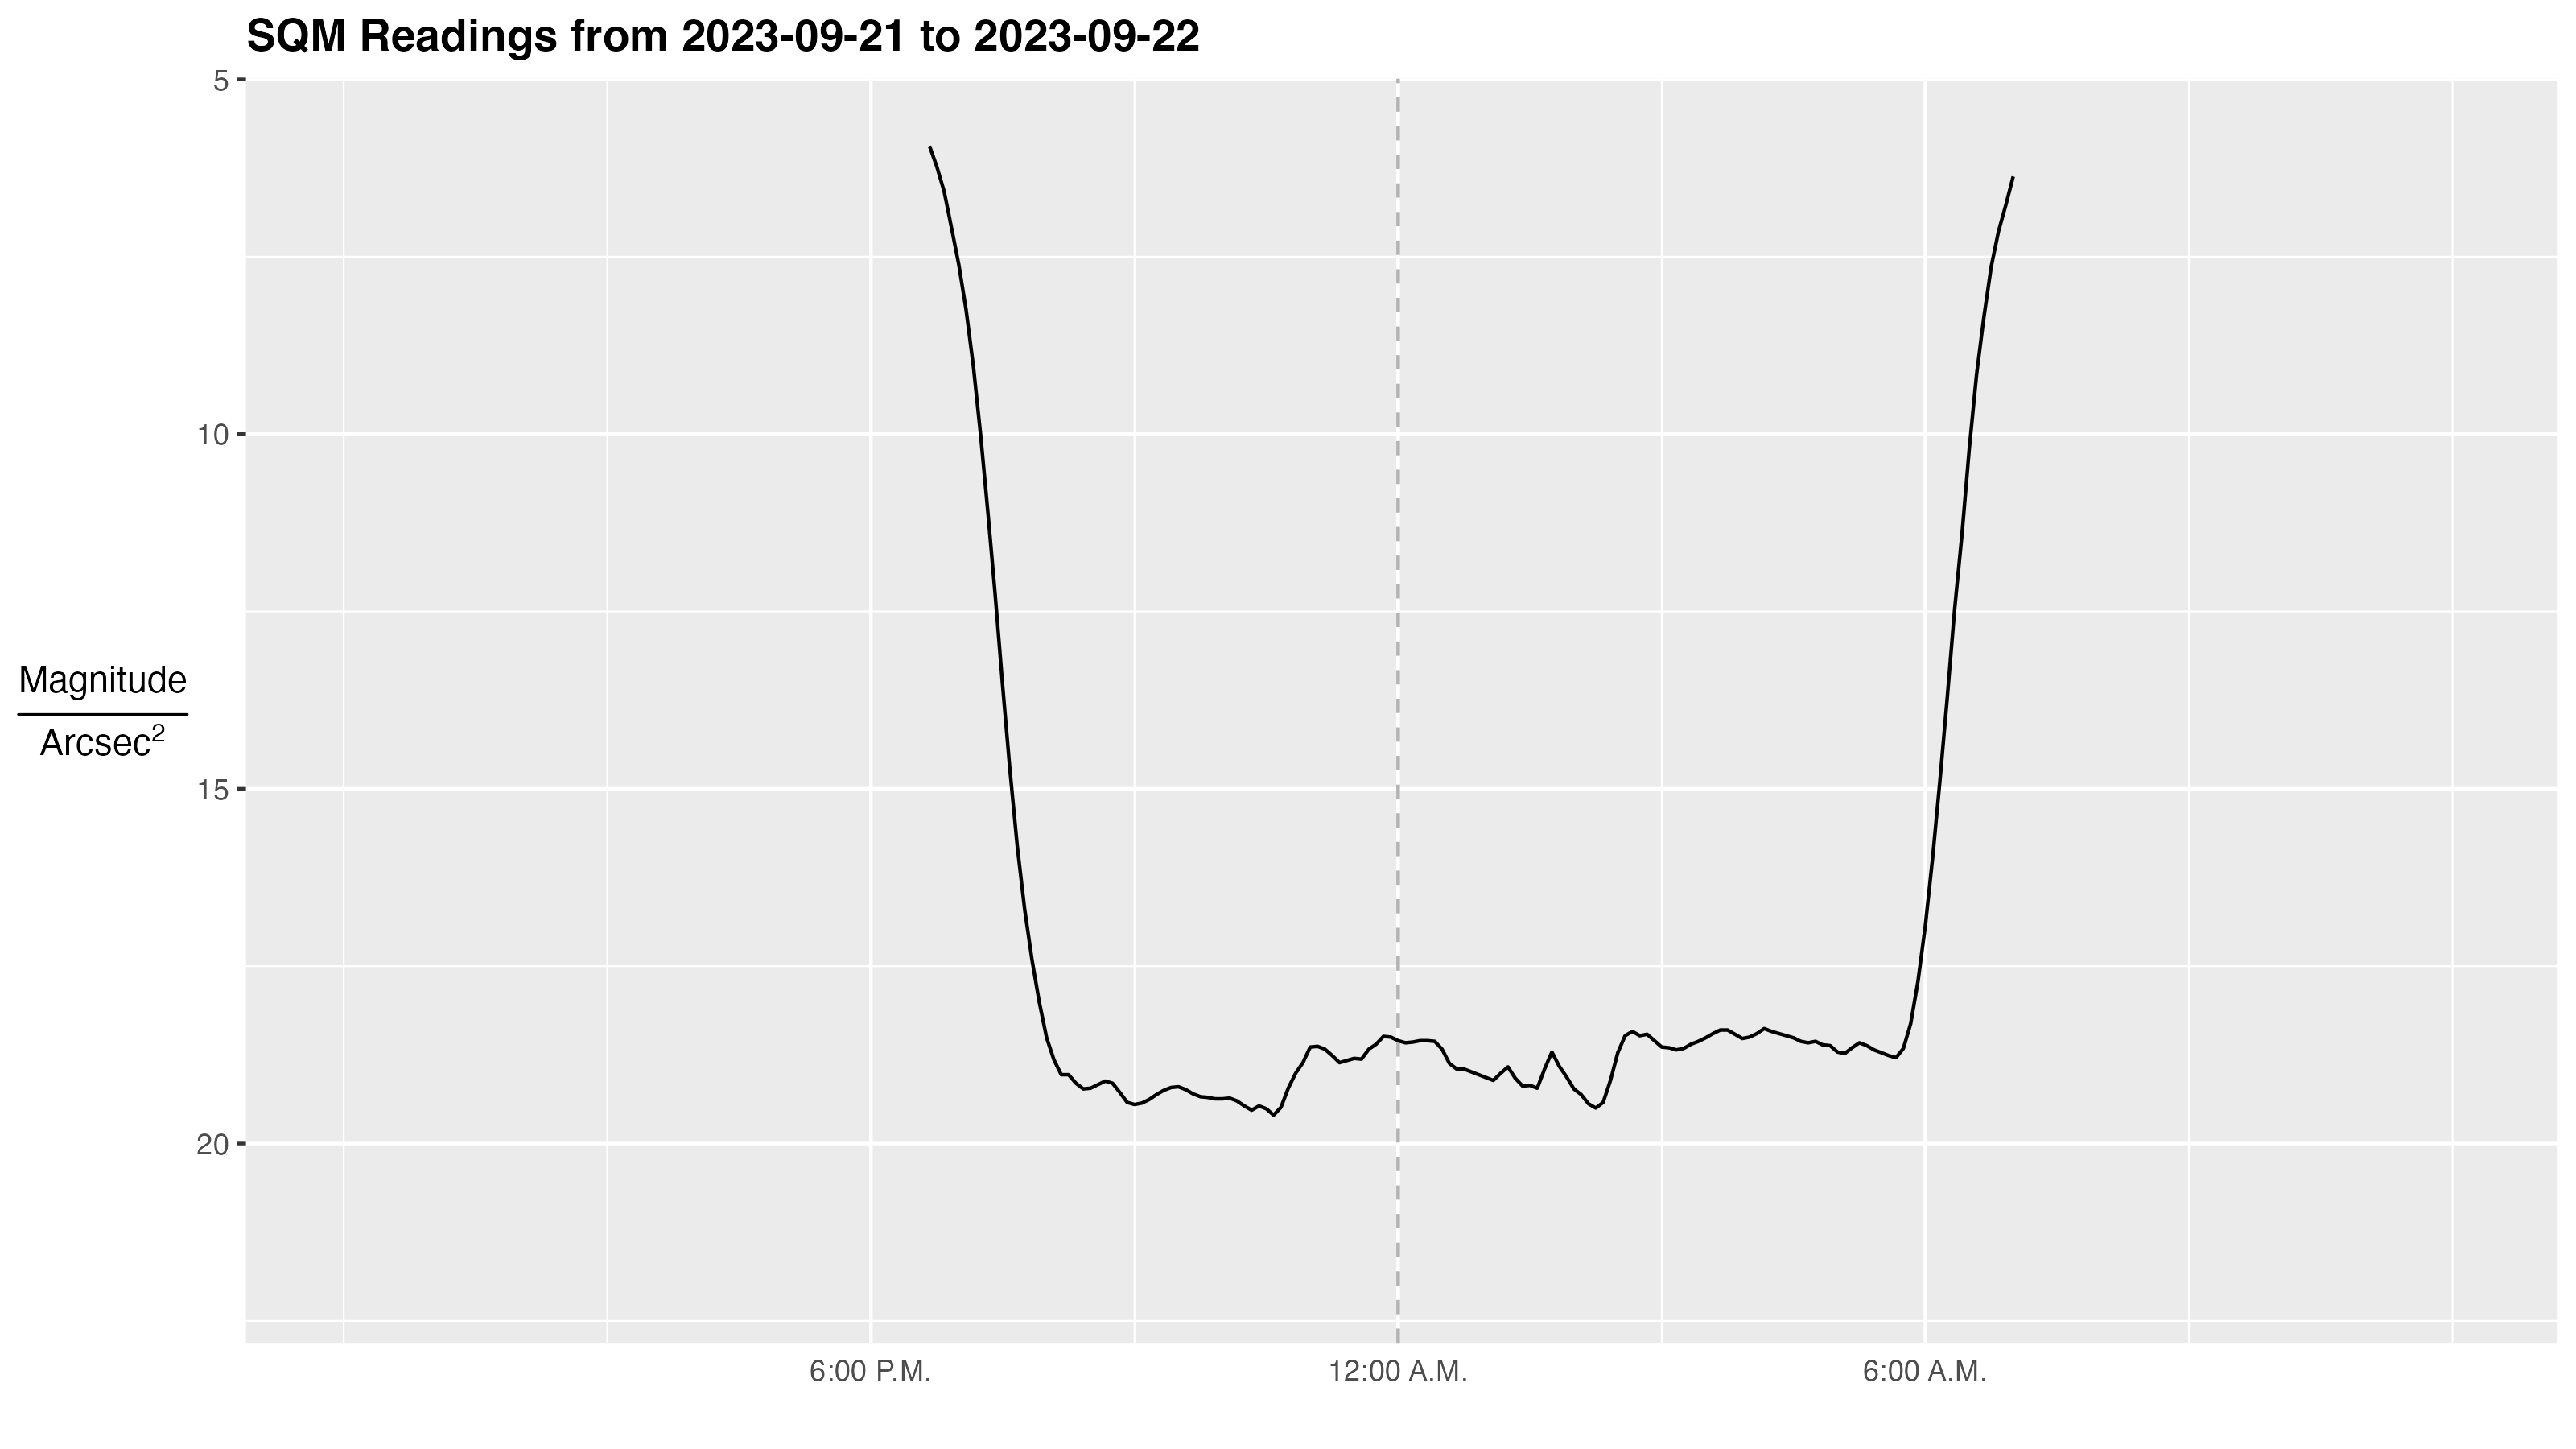 SQM Readings from 2023-09-21 to 2023-09-22
5
10
15
20
Magnitude
Arcsec²
6:00 P.M.
12:00 A.M.
6:00 A.M.